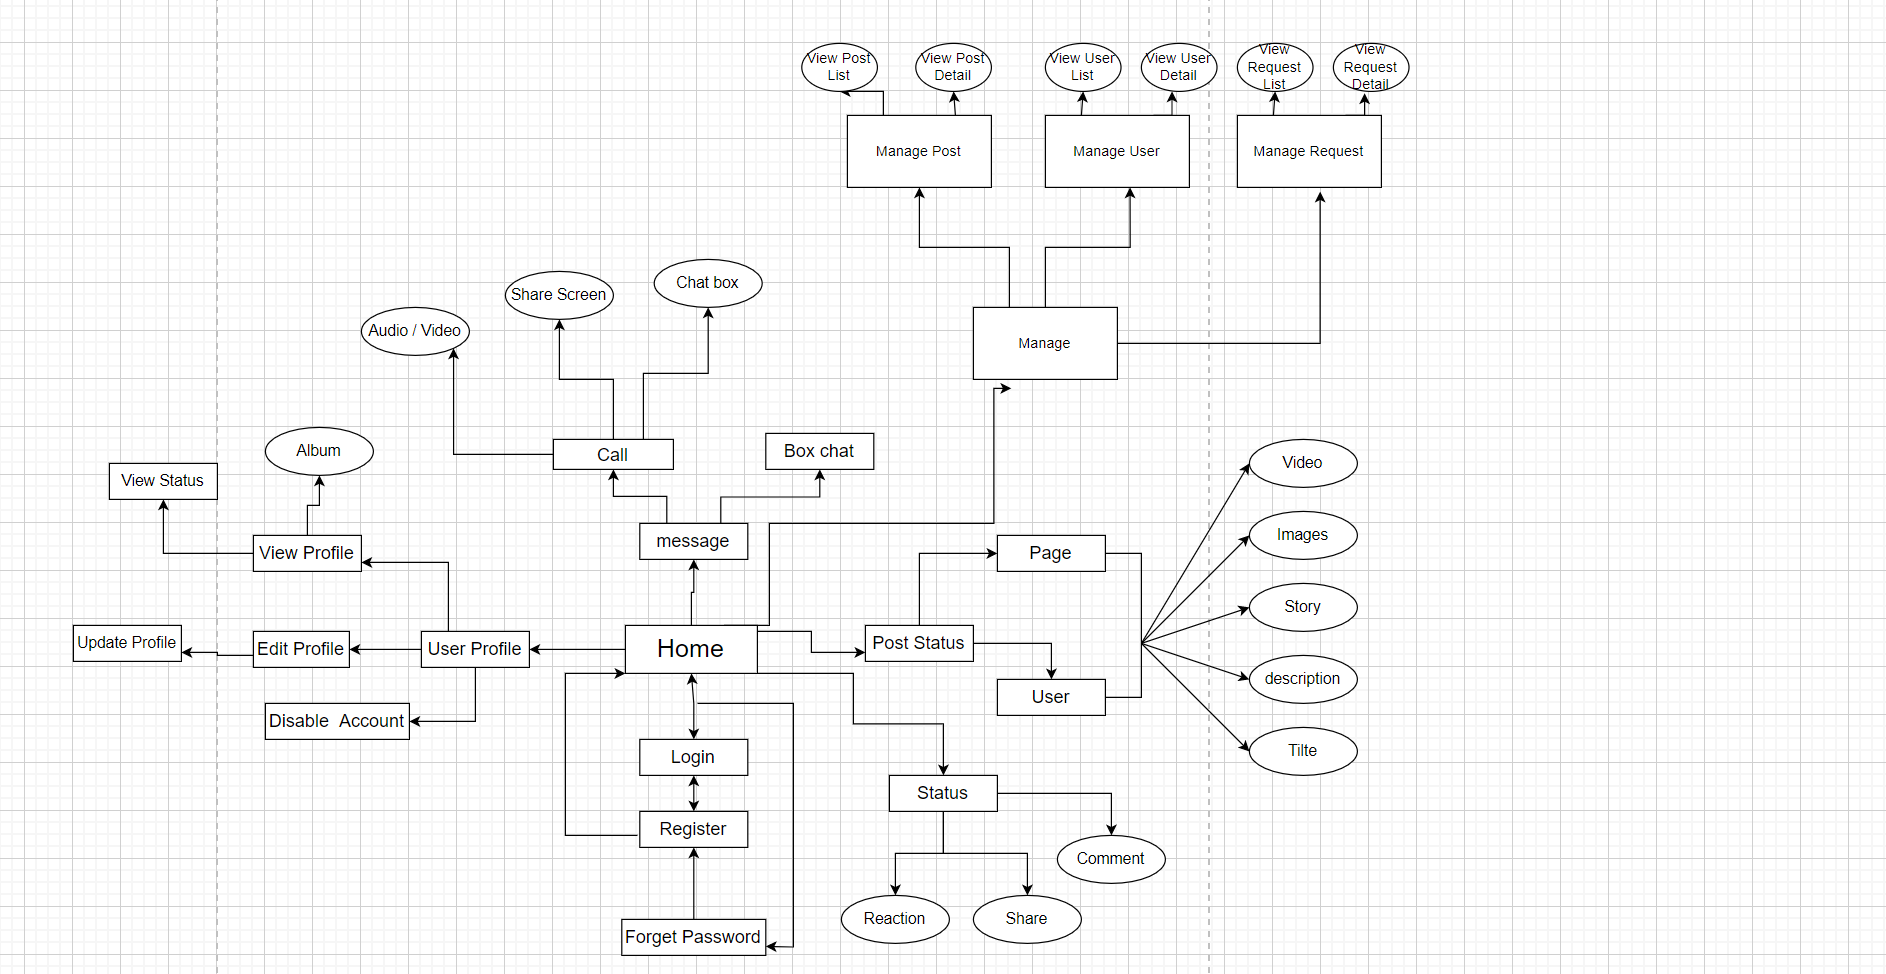 View Post
List
View Post
Detail
View User
List
View User
Detail
View
Request
List
View
Request
Detail
Manage Post
Manage User
Manage Request
Manage
Chat box
Share Screen
Audio / Video
Call
Box chat
Album
View Status
Video
Images
message
Page
View Profile
Story
Update Profile
Edit Profile
User Profile
Home
Post Status
description
User
Disable  Account
Login
Tilte
Status
Register
Comment
Reaction
Share
Forget Password